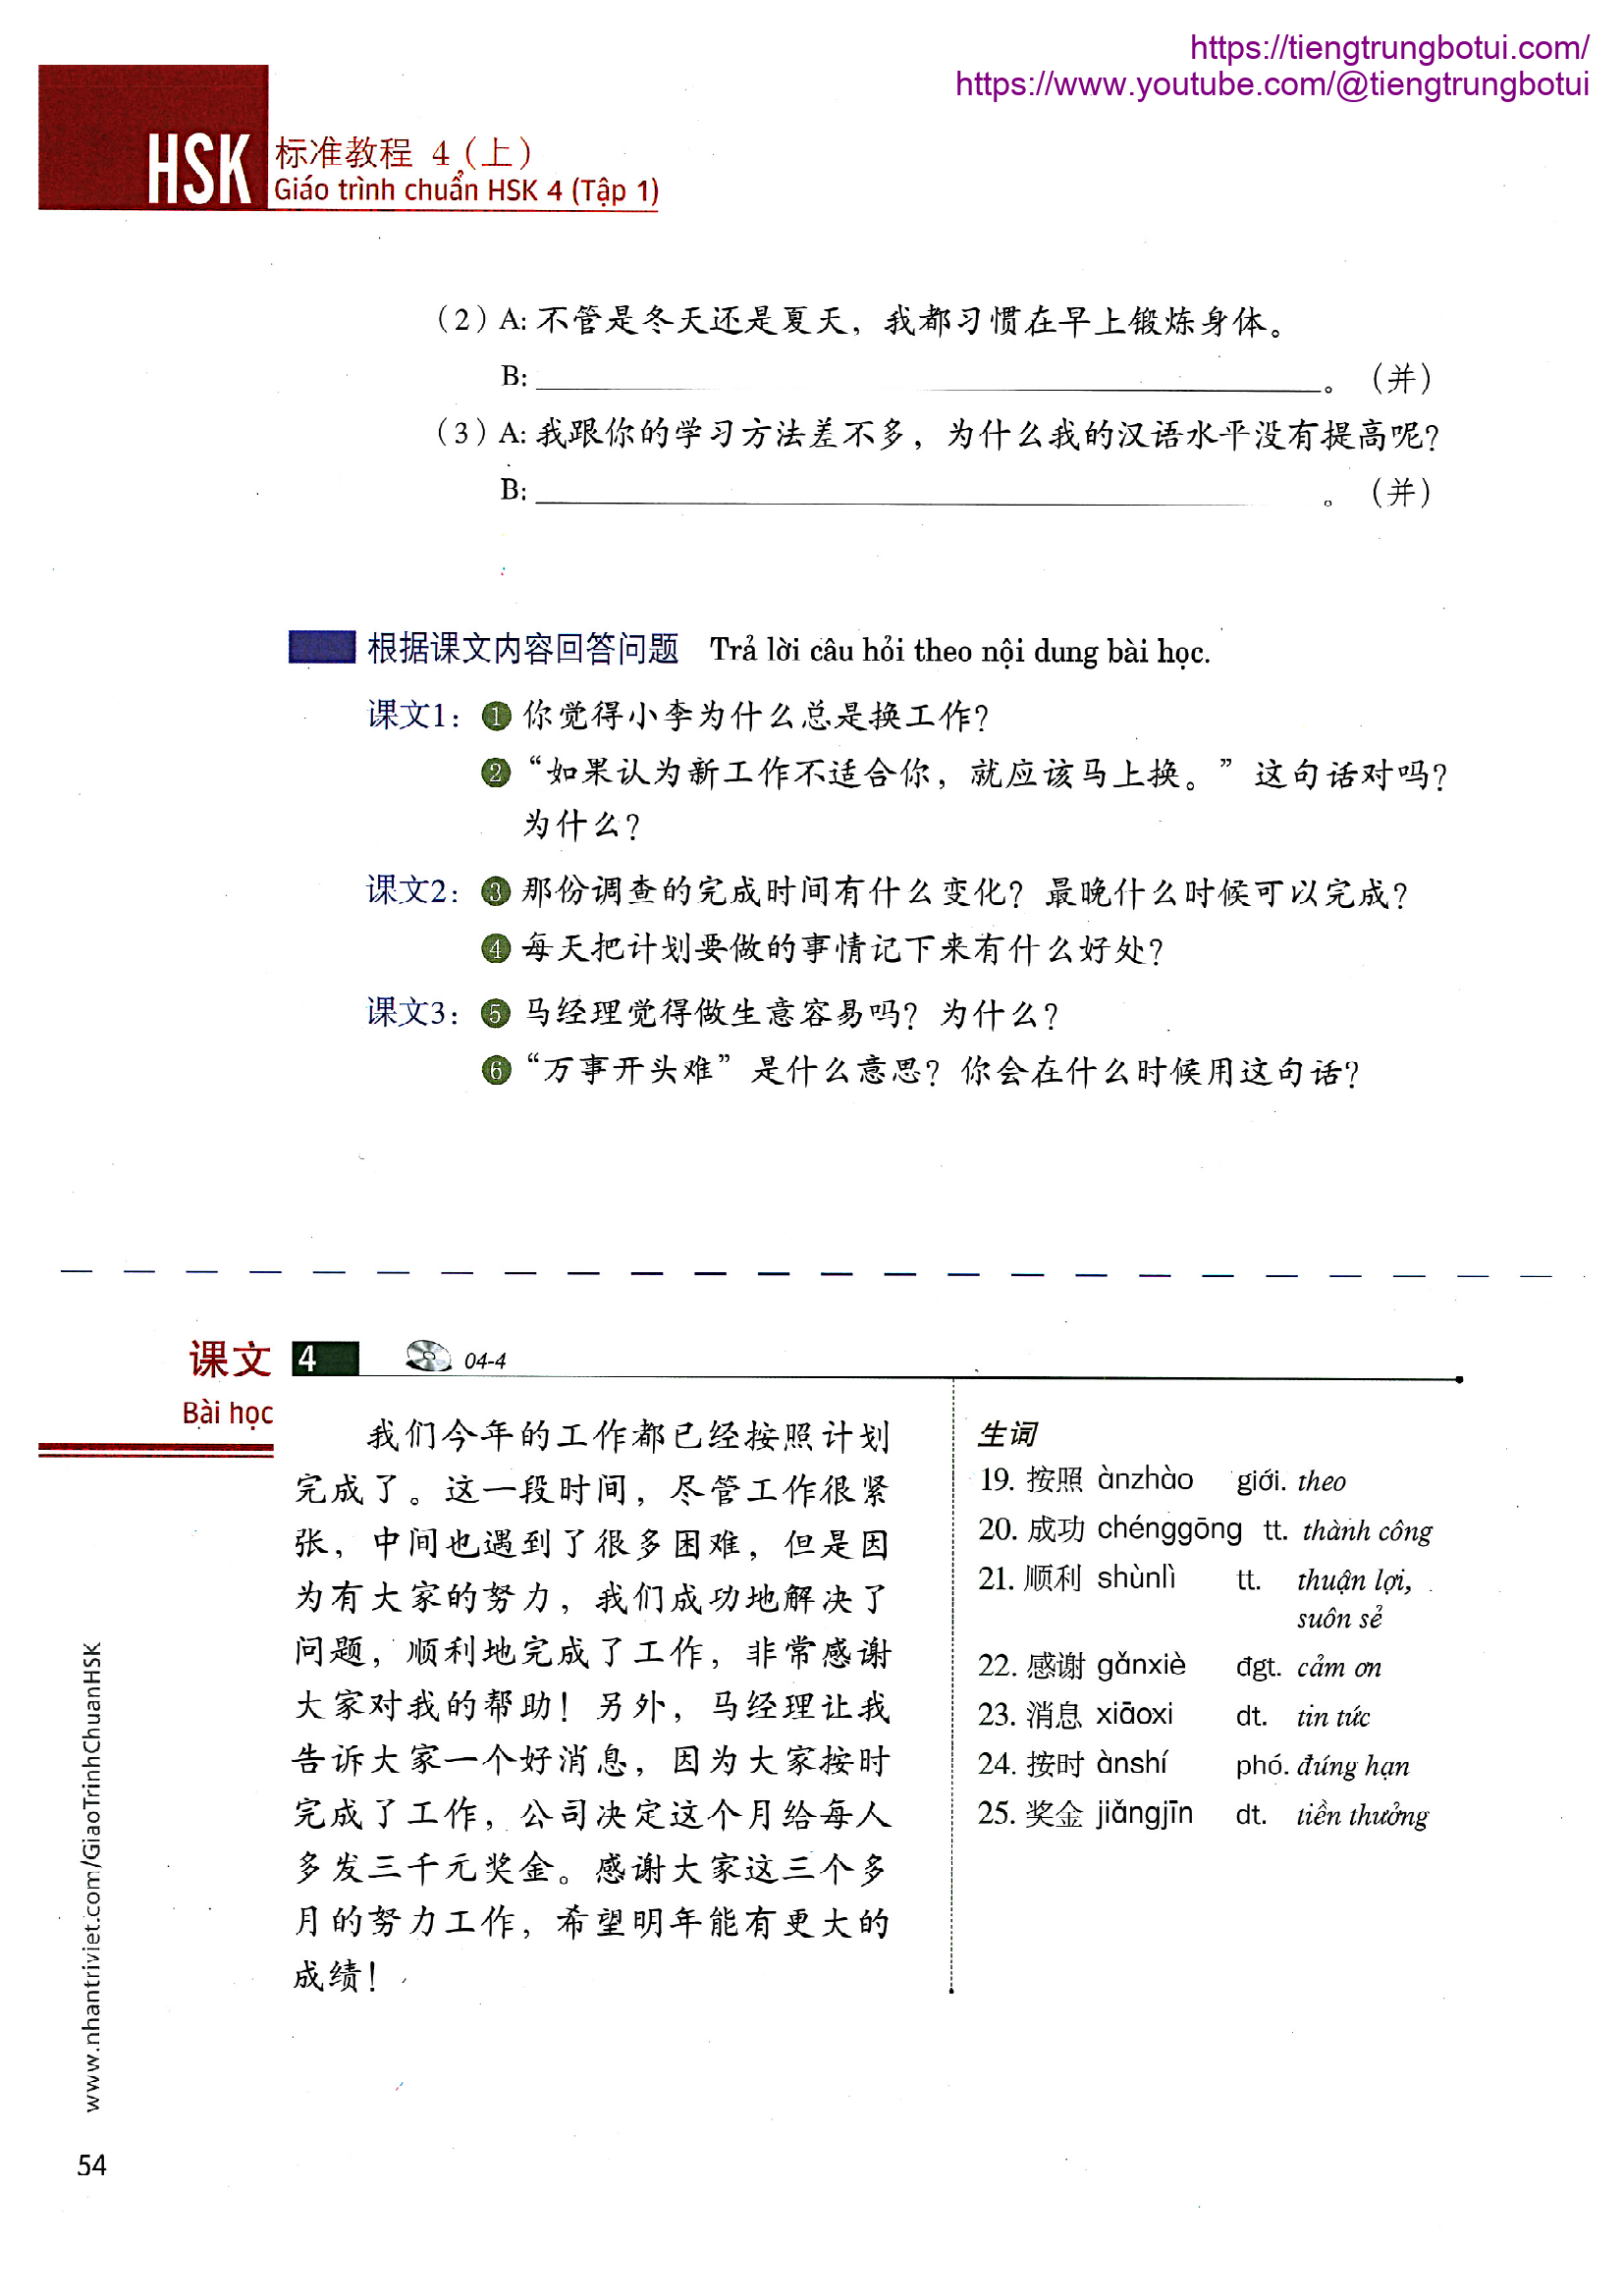 https://tiengtrungbotui.com/
https://www.youtube.com/@tiengtrungbotui
HSK 标准教程 4（上）
Giáo trình chuẩn HSK 4 (Tập 1)
（2）A: 不管是冬天还是夏天，我都习惯在早上锻炼身体。
B: ______。（并）
（3）A: 我跟你的学习方法差不多，为什么我的汉语水平没有提高呢？
B: ______。（并）
根据课文内容回答问题 Trả lời câu hỏi theo nội dung bài học.
课文1：1 你觉得小李为什么总是换工作？
2 “如果认为新工作不适合你，就应该马上换。”这句话对吗？
为什么？
课文2：3 那份调查的完成时间有什么变化？最晚什么时候可以完成？
4 每天把计划要做的事情记下来有什么好处？
课文3：5 马经理觉得做生意容易吗？为什么？
6 “万事开头难”是什么意思？你会在什么时候用这句话？
课文 4 04-4
Bài học
我们今年的工作都已经按照计划
完成了。这一段时间，尽管工作很紧
张，中间也遇到了很多困难，但是因
为有大家的努力，我们成功地解决了
问题，顺利地完成了工作，非常感谢
大家对我的帮助！另外，马经理让我
告诉大家一个好消息，因为大家按时
完成了工作，公司决定这个月给每人
多发三千元奖金。感谢大家这三个多
月的努力工作，希望明年能有更大的
成绩！
生词
19. 按照 ànzhào giới. theo
20. 成功 chénggōng tt. thành công
21. 顺利 shùnlì tt. thuận lợi,
suôn sẻ
22. 感谢 gǎnxiè đgt. cảm ơn
23. 消息 xiāoxi dt. tin tức
24. 按时 ànshí phó. đúng hạn
25. 奖金 jiǎngjīn dt. tiền thưởng
www.nhantriviet.com/GiaoTrinhChuanHSK
54